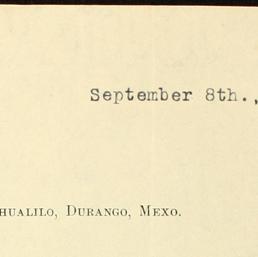 September 8th.,
HUALILO, DURANGO, MEXO.